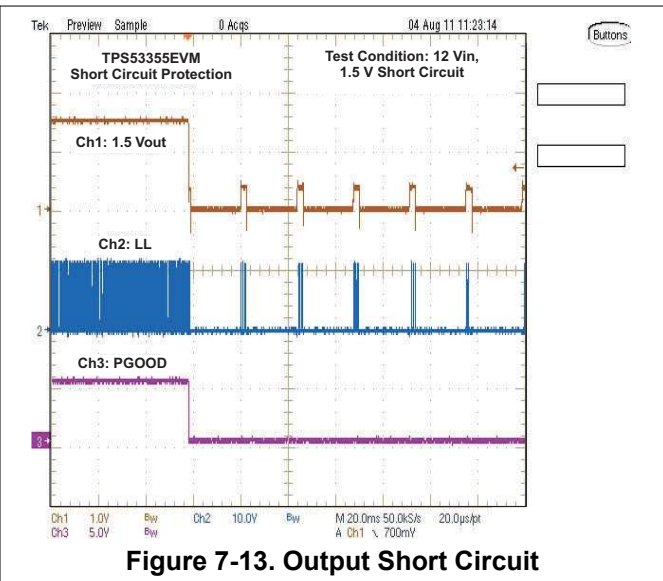 Tek Preview Sample 0 Acqs 04 Aug 11 11:23:14
Buttons
TPS53355EVM
Short Circuit Protection
Test Condition: 12 Vin,
1.5 V Short Circuit
Ch1: 1.5 Vout
1
Ch2: LL
2
Ch3: PGOOD
3
Ch1 1.0V Bw Ch2 10.0V Bw M 20.0ms 50.0kS/s 20.0µs/pt
Ch3 5.0V Bw A Ch1 \ 700mV
Figure 7-13. Output Short Circuit